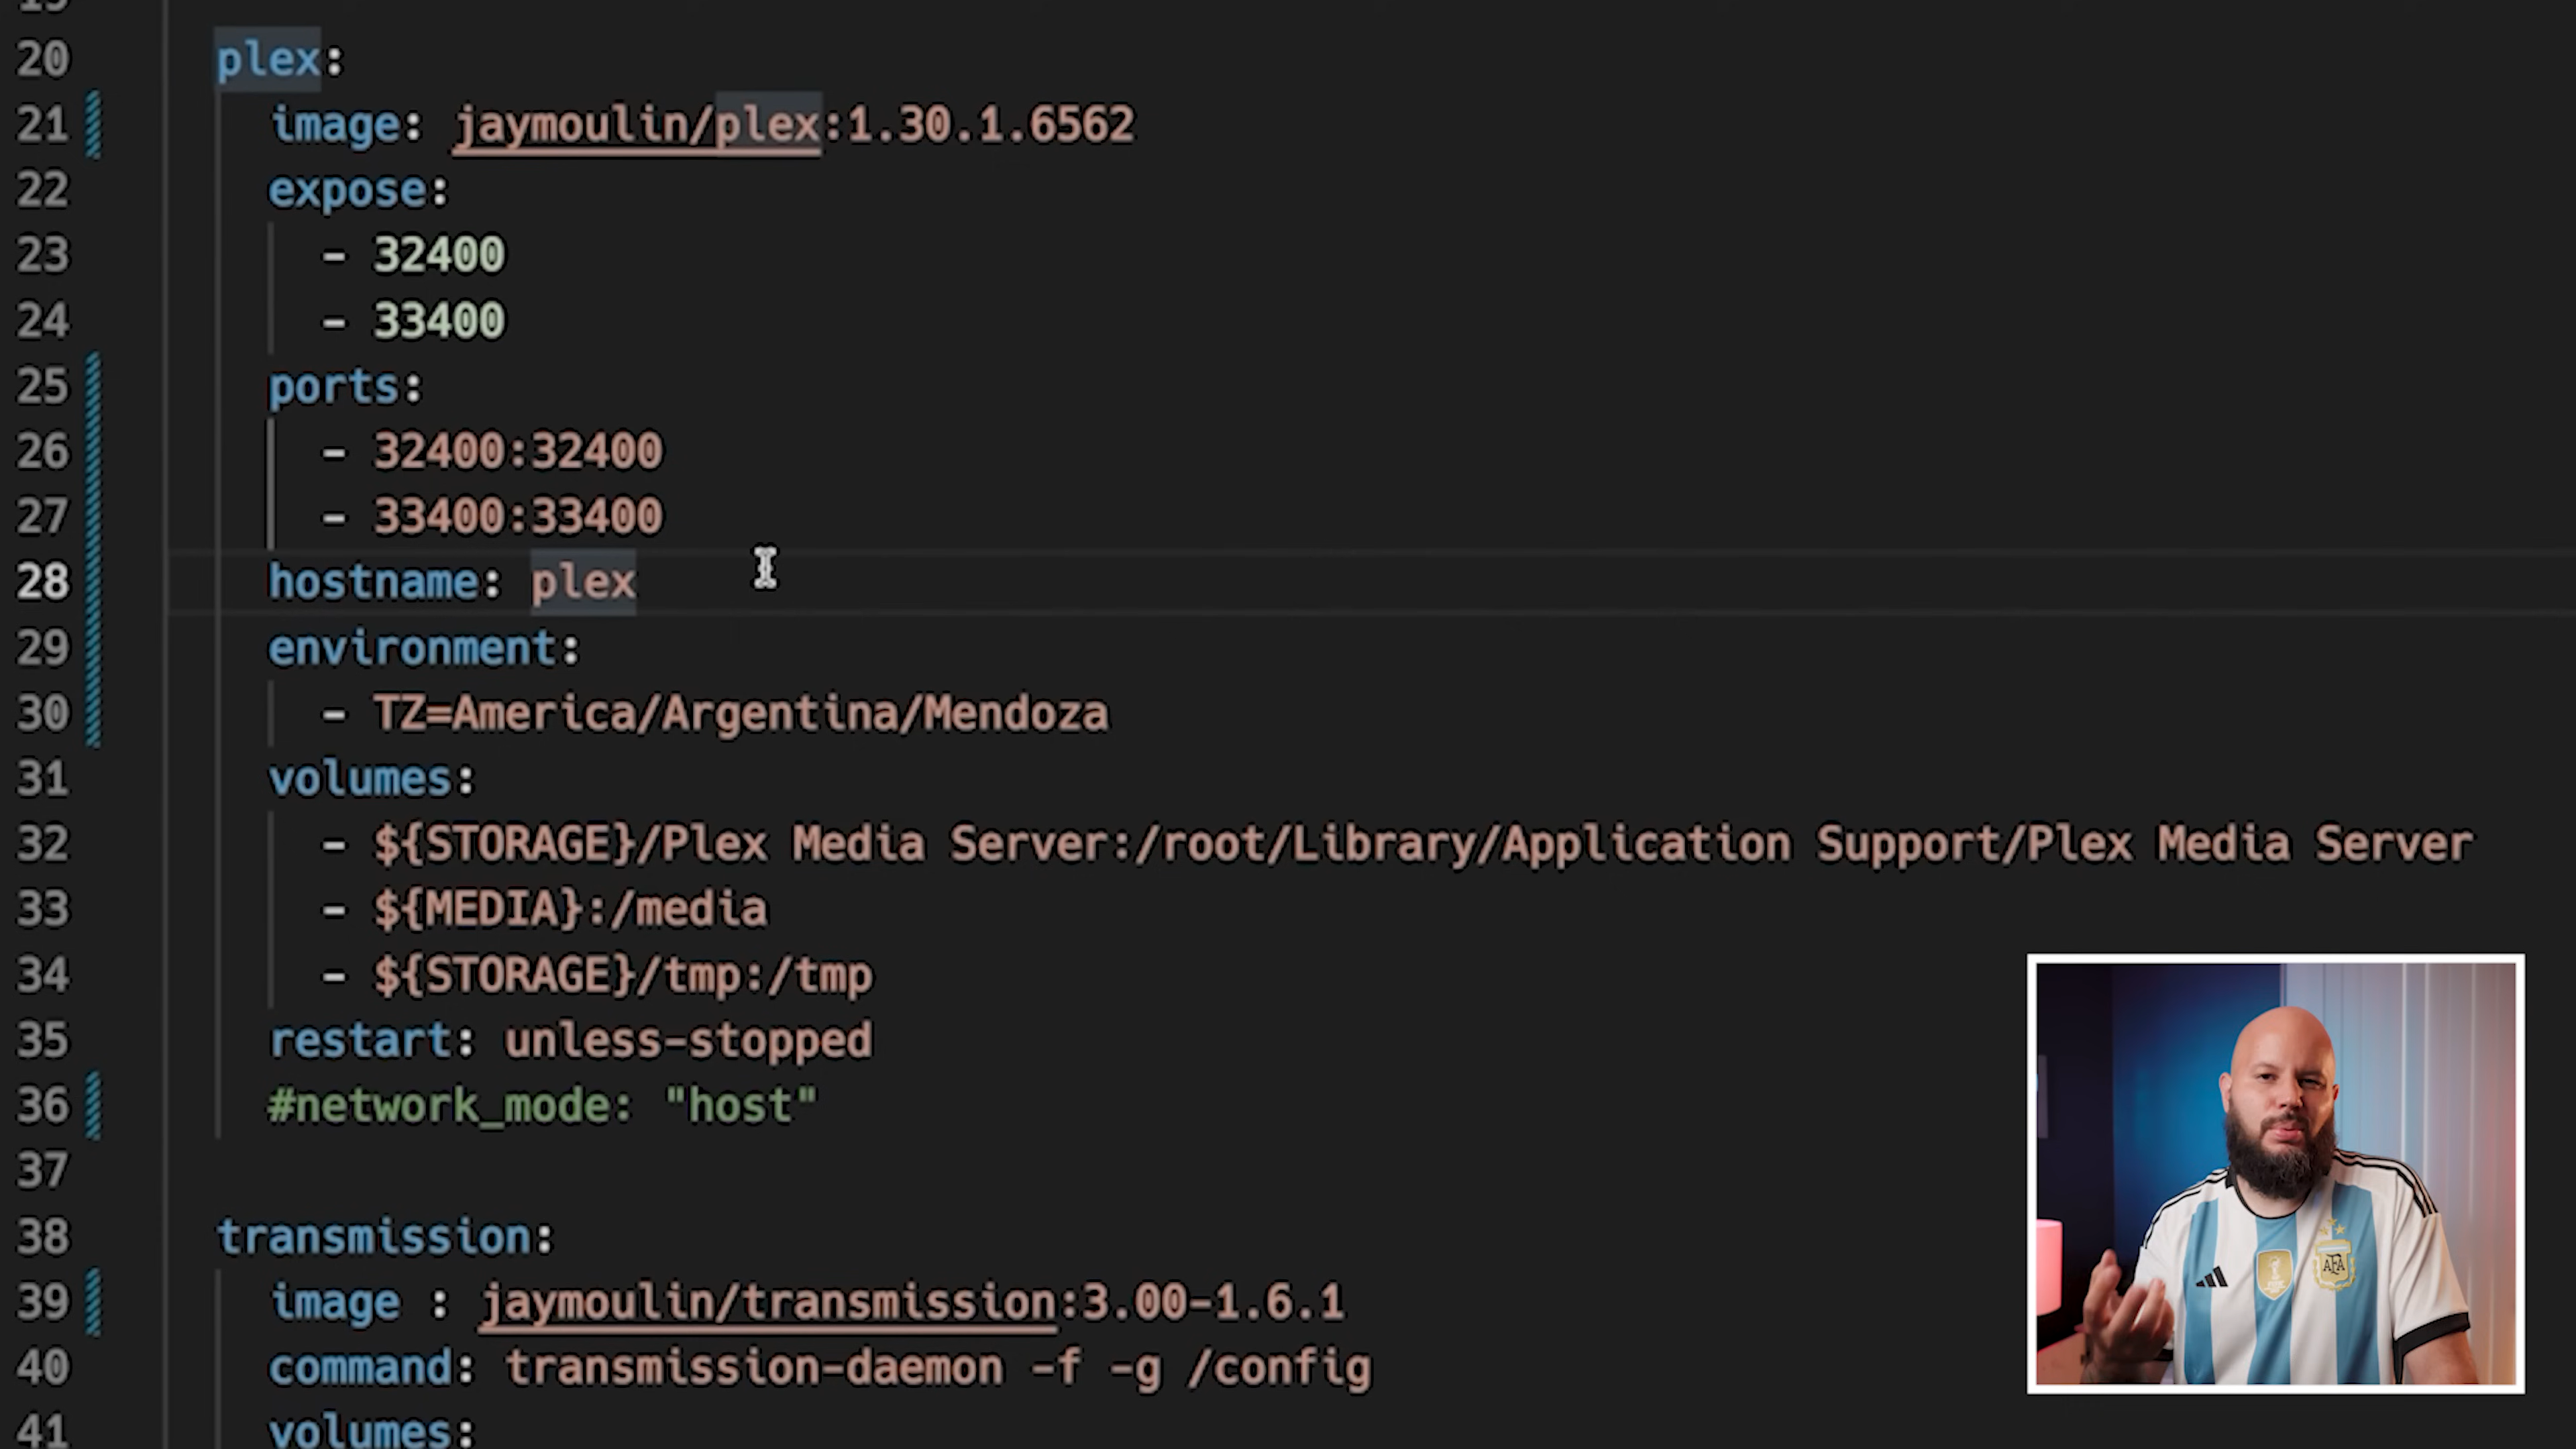 20 plex:
21 image: jaymoulin/plex:1.30.1.6562
22 expose:
23 - 32400
24 - 33400
25 ports:
26 - 32400:32400
27 - 33400:33400
28 hostname: plex
29 environment:
30 - TZ=America/Argentina/Mendoza
31 volumes:
32 - ${STORAGE}/Plex Media Server:/root/Library/Application Support/Plex Media Server
33 - ${MEDIA}:/media
34 - ${STORAGE}/tmp:/tmp
35 restart: unless-stopped
36 #network_mode: "host"
37
38 transmission:
39 image : jaymoulin/transmission:3.00-1.6.1
40 command: transmission-daemon -f -g /config
41 volumes:
AFA